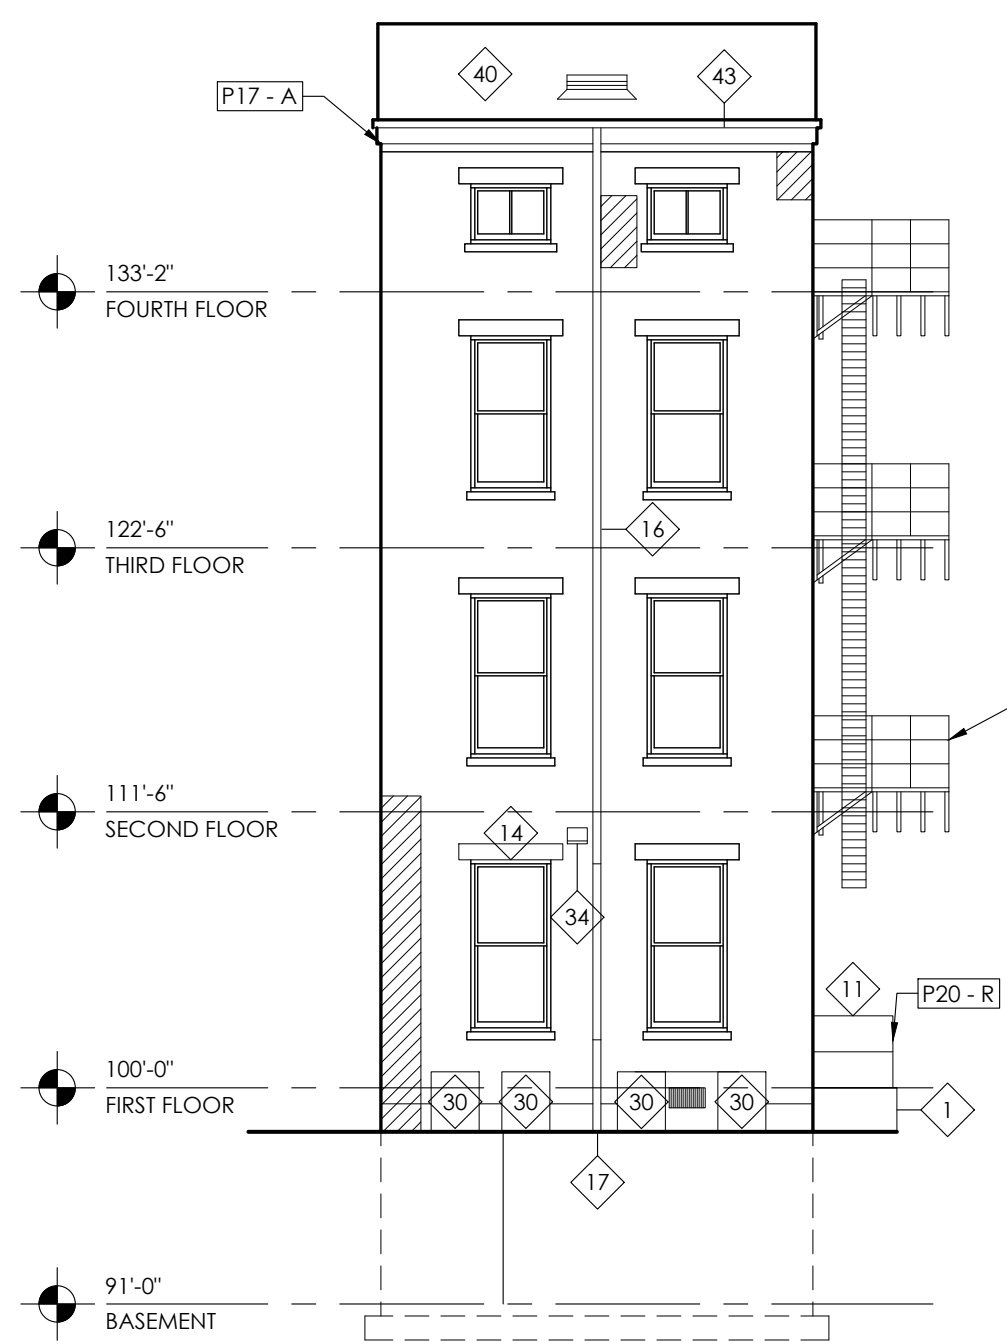 40
43
P17 - A
133'-2"
FOURTH FLOOR
16
122'-6"
THIRD FLOOR
111'-6"
SECOND FLOOR
14
34
11
P20 - R
100'-0"
FIRST FLOOR
30
30
30
30
1
17
91'-0"
BASEMENT